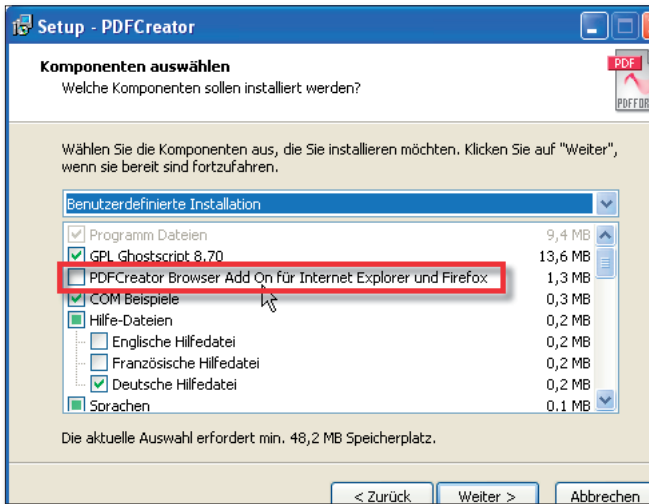 Setup - PDFCreator
Komponenten auswählen
Welche Komponenten sollen installiert werden?
PDF
Wählen Sie die Komponenten aus, die Sie installieren möchten. Klicken Sie auf "Weiter",
wenn sie bereit sind fortzufahren.
Benutzerdefinierte Installation
Programm Dateien 9,4 MB
GPL Ghostscript 8.70 13,6 MB
PDFCreator Browser Add On für Internet Explorer und Firefox 1,3 MB
COM Beispiele 0,3 MB
Hilfe-Dateien 0,2 MB
Englische Hilfedatei 0,2 MB
Französische Hilfedatei 0,2 MB
Deutsche Hilfedatei 0,2 MB
Sprachen 0,1 MB
Die aktuelle Auswahl erfordert min. 48,2 MB Speicherplatz.
< Zurück Weiter > Abbrechen